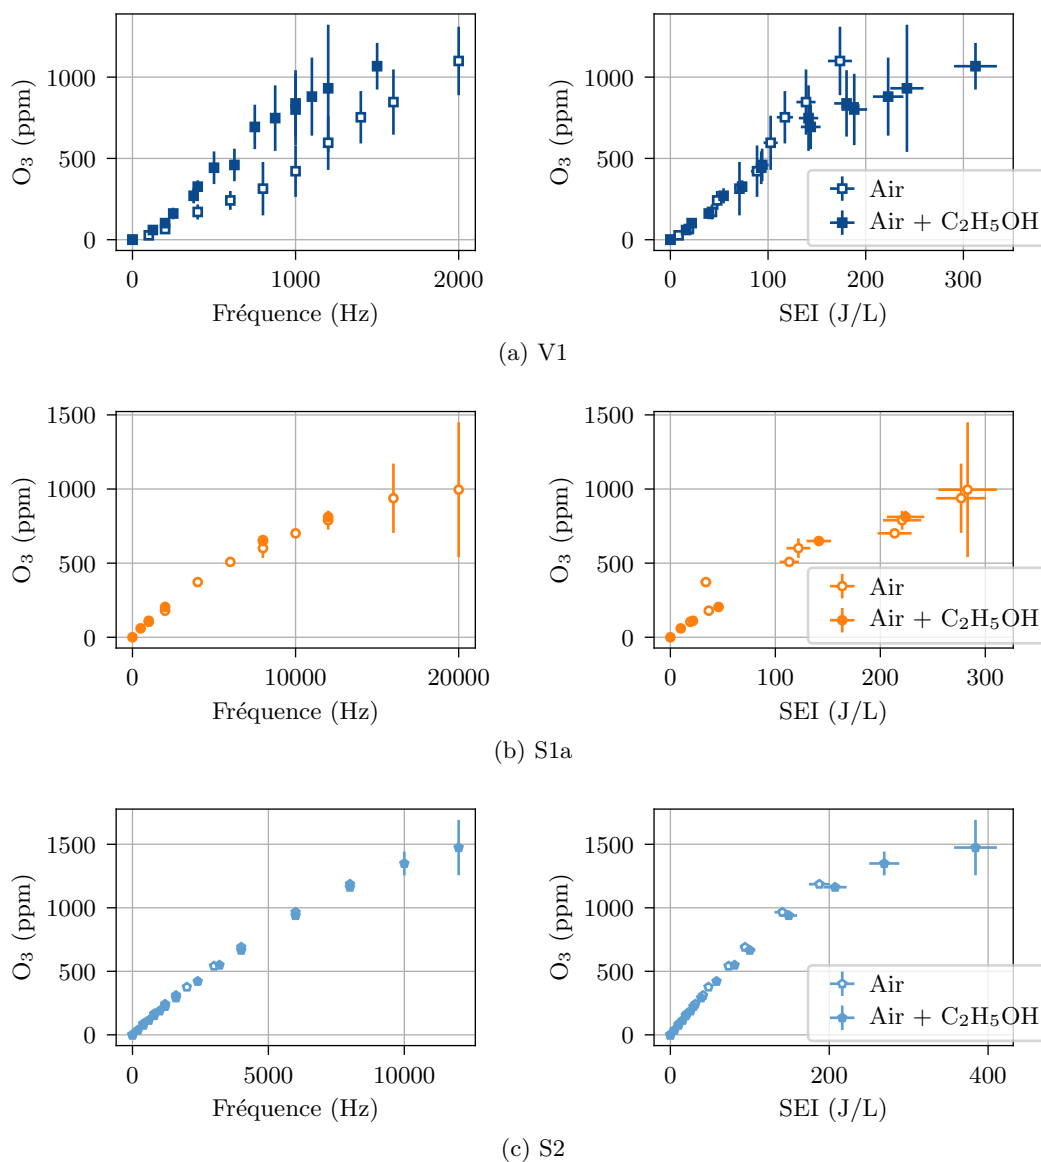 1000
500
0
O₃ (ppm)
0 1000 2000
Fréquence (Hz)
1000
500
0
O₃ (ppm)
0 100 200 300
SEI (J/L)
Air
Air + C₂H₅OH
(a) V1
1500
1000
500
0
O₃ (ppm)
0 10000 20000
Fréquence (Hz)
1500
1000
500
0
O₃ (ppm)
0 100 200 300
SEI (J/L)
Air
Air + C₂H₅OH
(b) S1a
1500
1000
500
0
O₃ (ppm)
0 5000 10000
Fréquence (Hz)
1500
1000
500
0
O₃ (ppm)
0 200 400
SEI (J/L)
Air
Air + C₂H₅OH
(c) S2